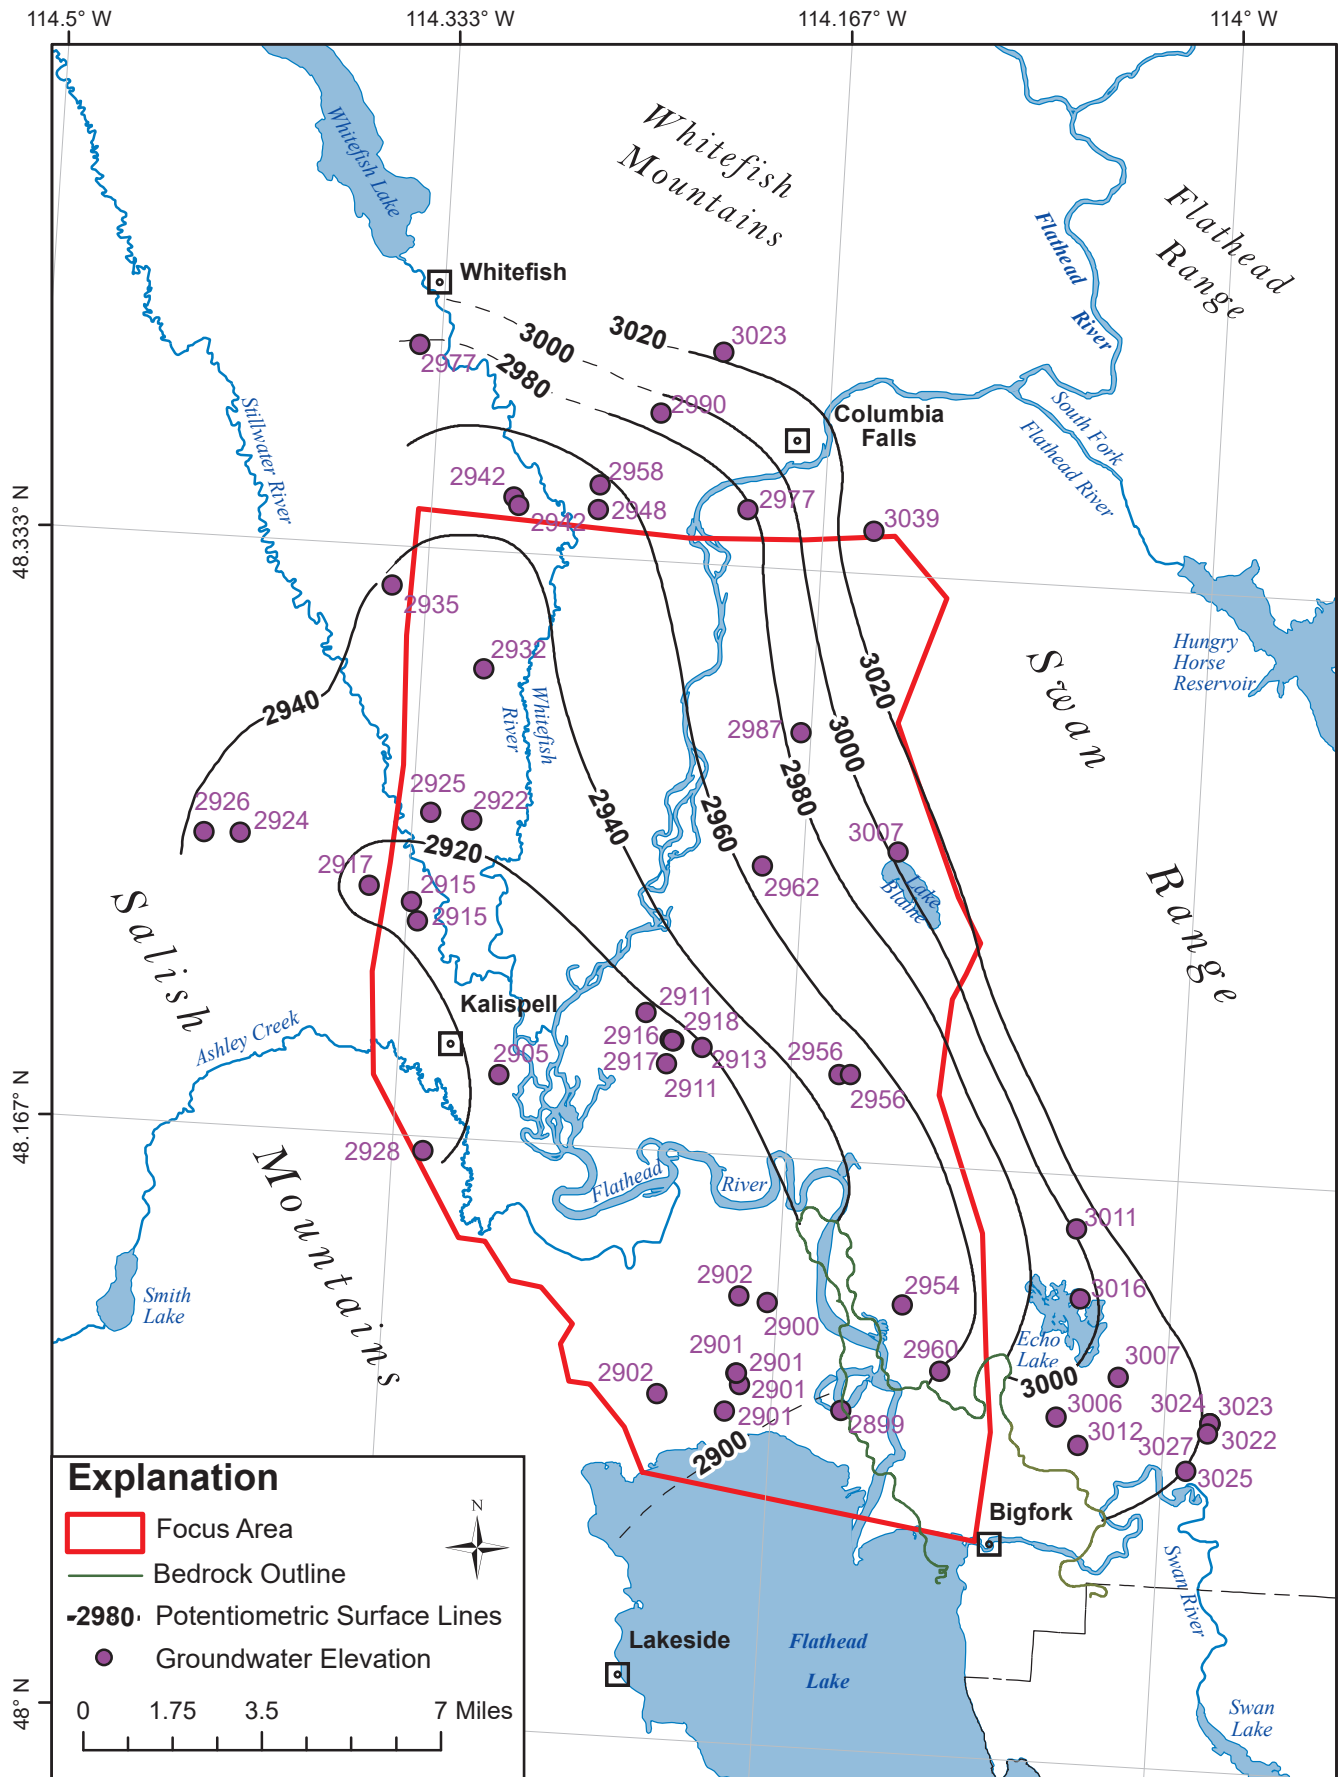 114.5° W
114.333° W
114.167° W
114° W
Whitefish Lake
Whitefish
Mountains
Flathead
Range
Flathead
River
Whitefish
3023
3020
3000
2977
2980
2990
Columbia
Falls
South Fork
Flathead River
Stillwater River
2942
2958
2942
2948
2977
3039
48.333° N
2935
2932
Hungry
Horse
Reservoir
Swan
3020
2940
Whitefish
River
2987
3000
2980
2926
2924
2925
2922
2940
2960
3007
2920
2917
2962
Lake
Blaine
2915
2915
Range
Salish
Kalispell
2911
2916
2918
2917
2913
2911
2905
2956
2956
Ashley Creek
48.167° N
2928
Flathead
River
Mountains
3011
Smith
Lake
2902
2900
2954
3016
Echo
Lake
2901
2901
2901
2901
2902
2960
3007
3000
3006
3024
3023
2899
3012
3027
3022
2900
3025
Bigfork
Swan River
Explanation
Focus Area
N
Bedrock Outline
2980
Potentiometric Surface Lines
Groundwater Elevation
Lakeside
Flathead
Lake
0
1.75
3.5
7 Miles
48° N
Swan
Lake